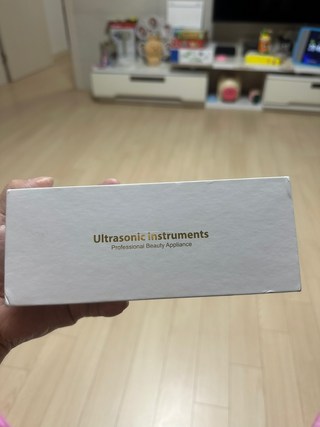 Ultrasonic Instruments
Professional Beauty Appliance